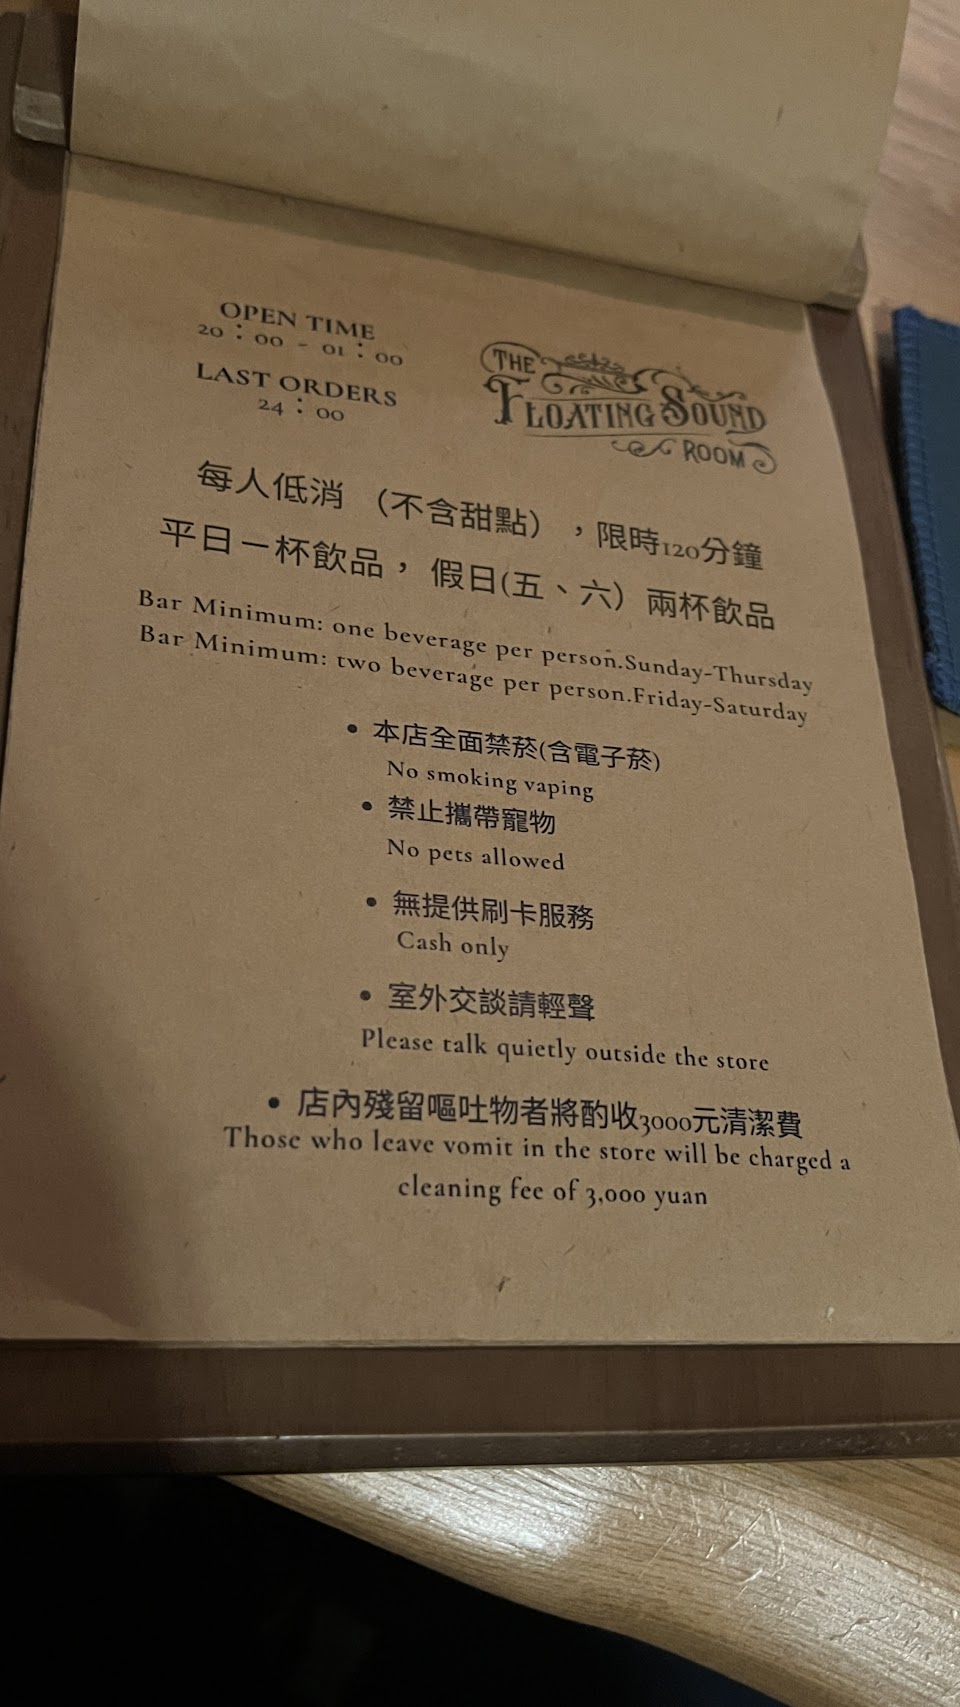 OPEN TIME
20：00 - 01：00
LAST ORDERS
24：00
THE
FLOATING SOUND
ROOM
每人低消 （不含甜點），限時120分鐘
平日一杯飲品， 假日(五、六）兩杯飲品
Bar Minimum: one beverage per person.Sunday-Thursday
Bar Minimum: two beverage per person.Friday-Saturday
• 本店全面禁菸(含電子菸)
No smoking vaping
• 禁止攜帶寵物
No pets allowed
• 無提供刷卡服務
Cash only
• 室外交談請輕聲
Please talk quietly outside the store
• 店內殘留嘔吐物者將酌收3000元清潔費
Those who leave vomit in the store will be charged a
cleaning fee of 3,000 yuan